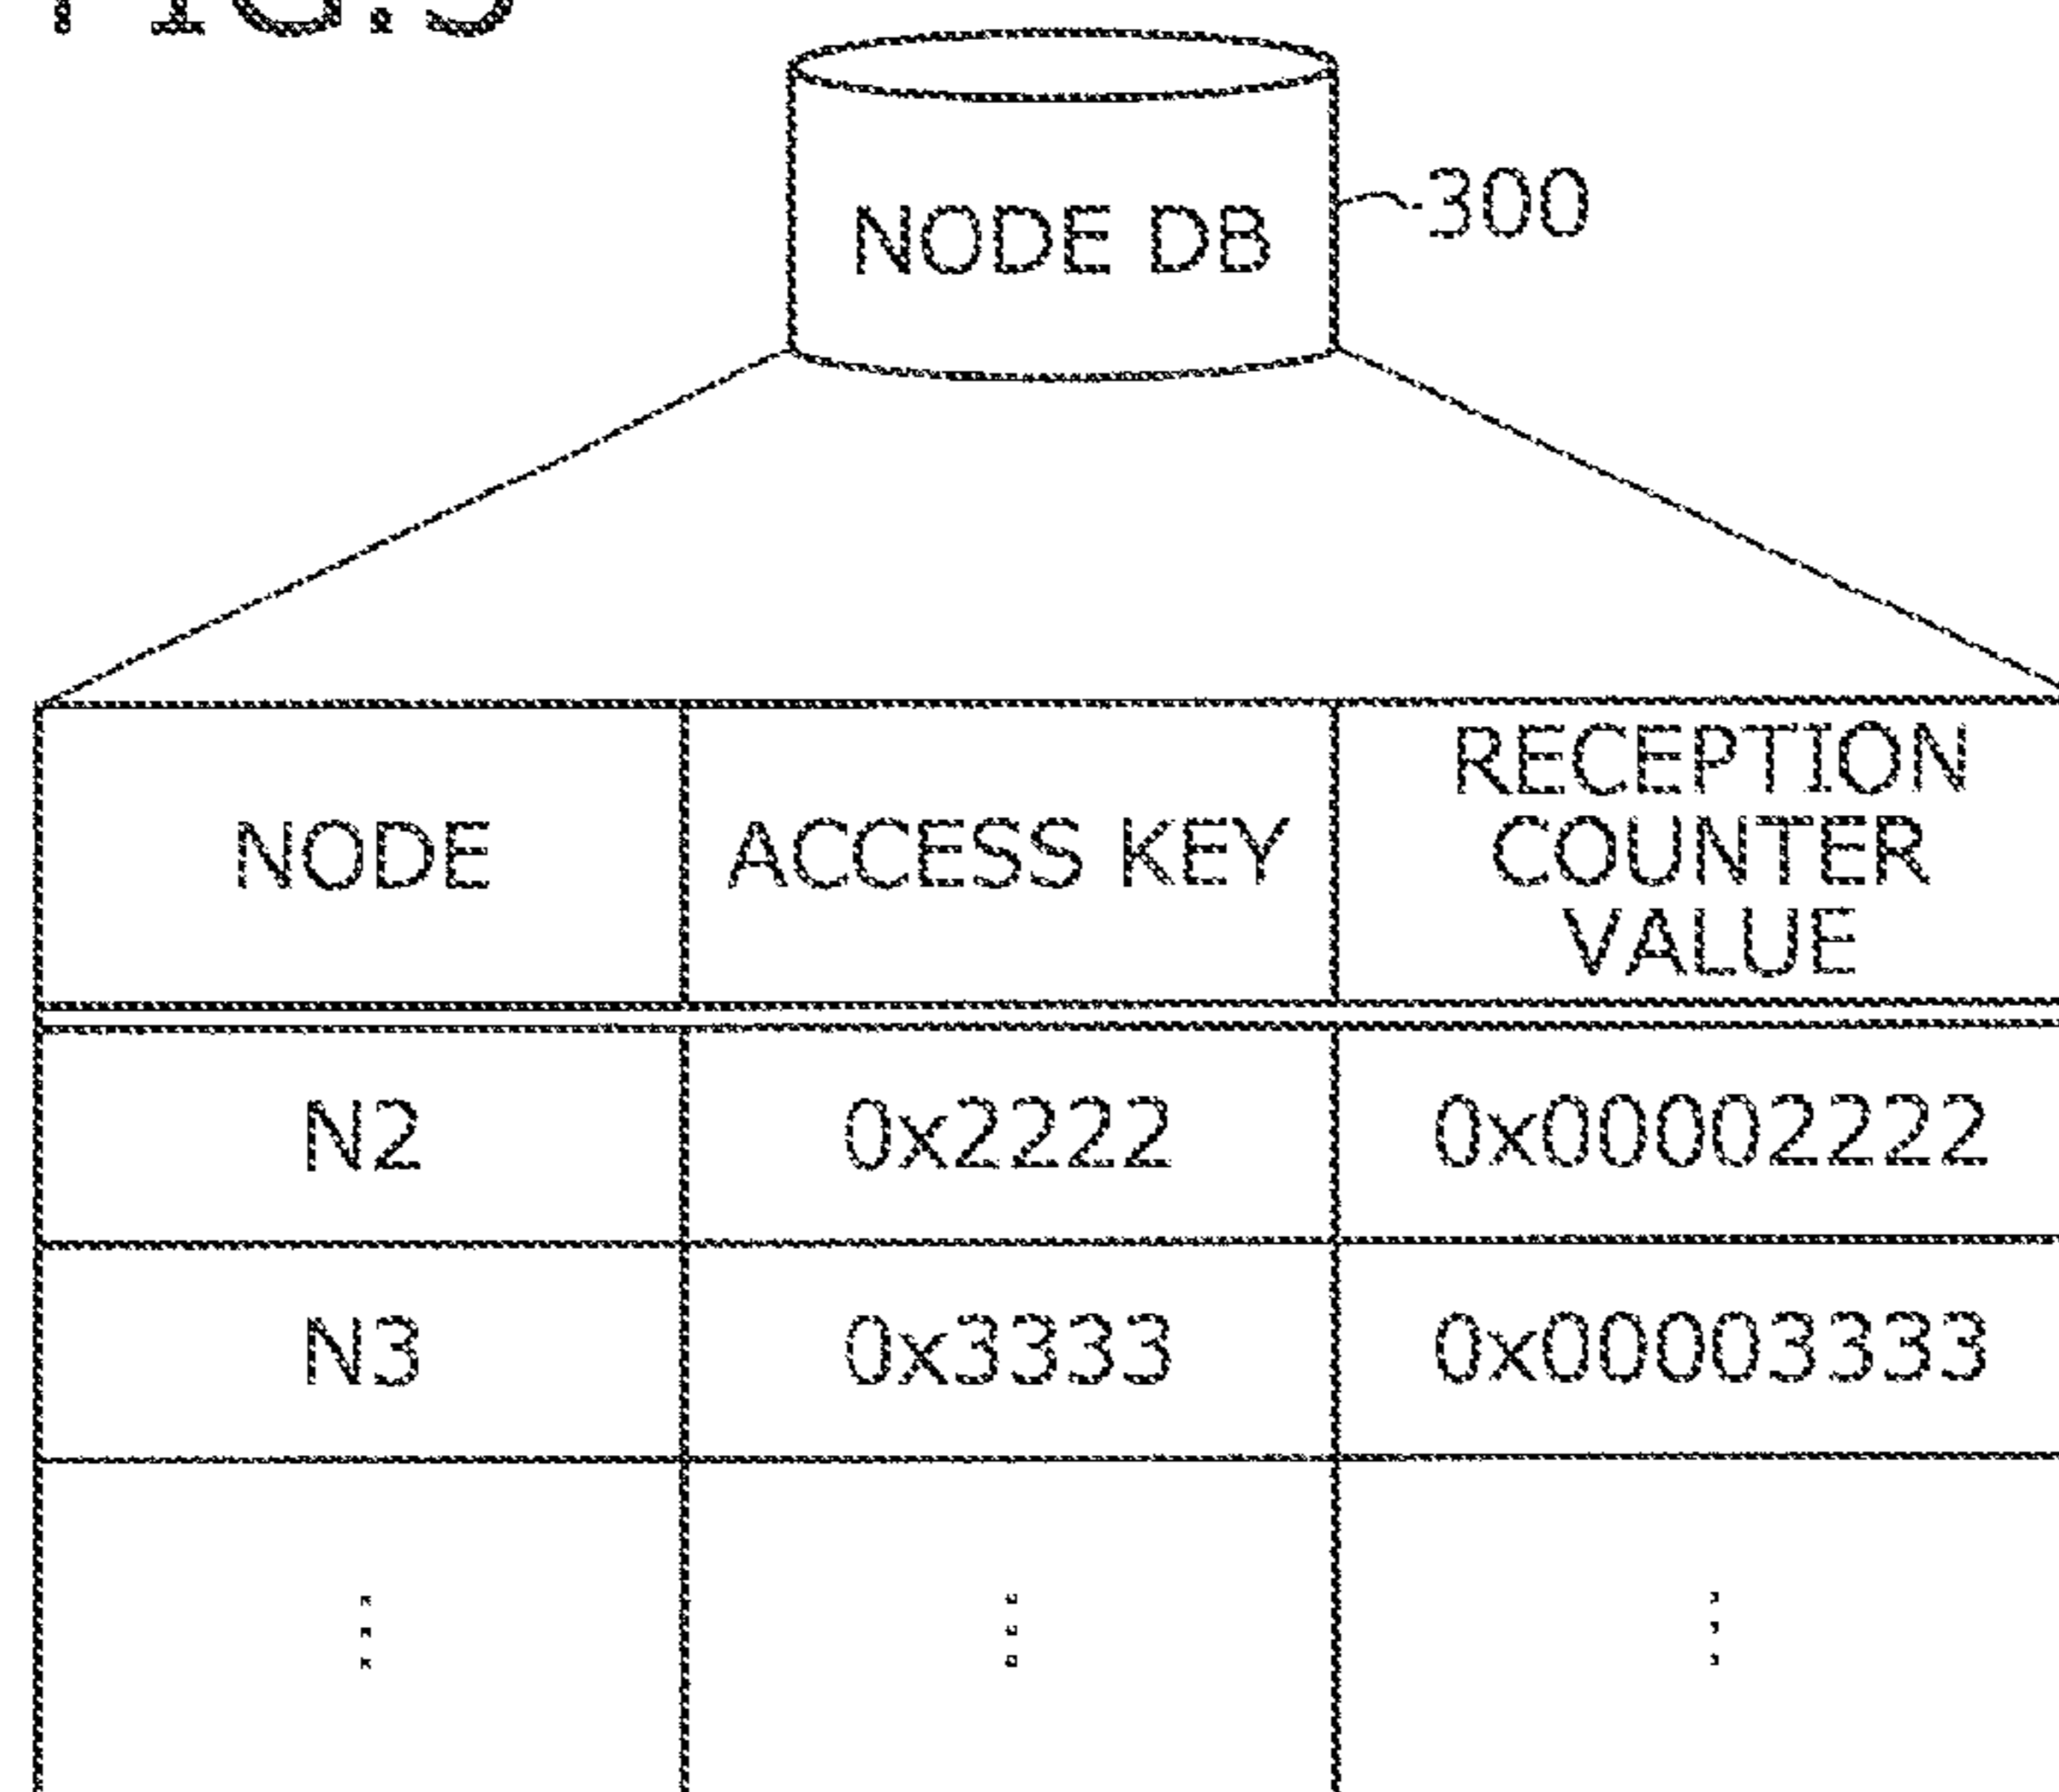 NODE DB
300
NODE
ACCESS KEY
RECEPTION
COUNTER
VALUE
N2
0x2222
0x00002222
N3
0x3333
0x00003333